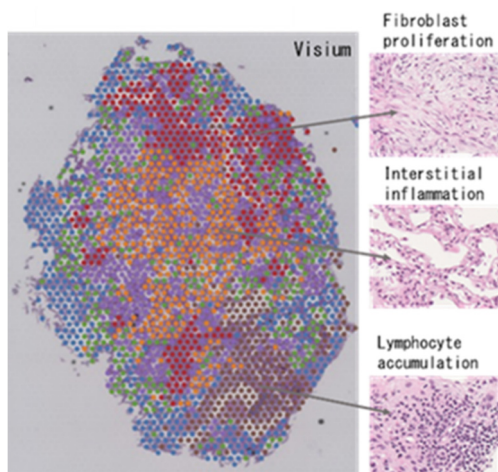 Visium
Fibroblast
proliferation
Interstitial
inflammation
Lymphocyte
accumulation